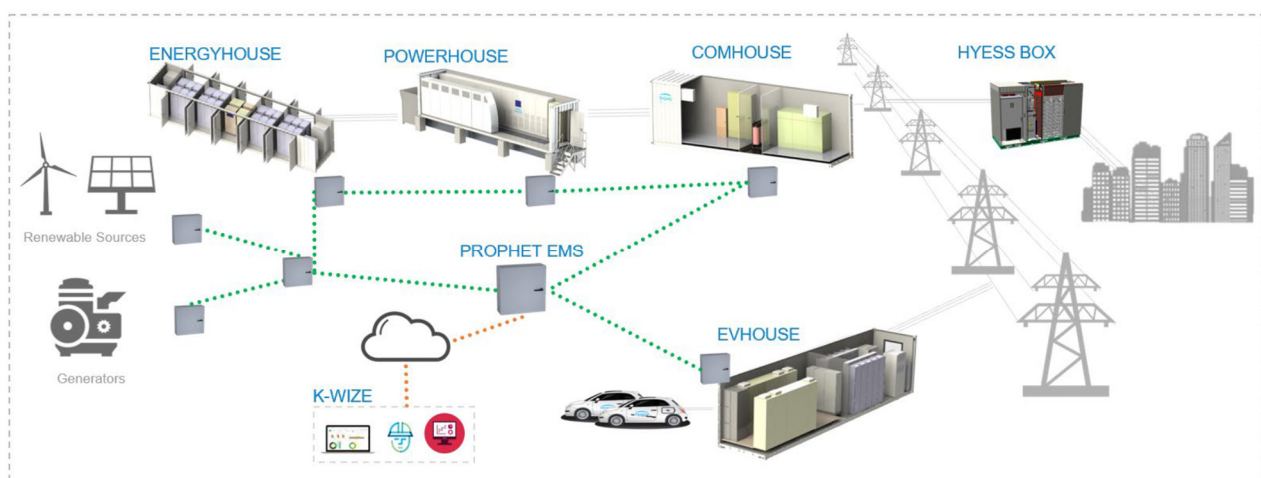 ENERGYHOUSE
POWERHOUSE
COMHOUSE
HYESS BOX
Renewable Sources
PROPHET EMS
Generators
EVHOUSE
K-WIZE